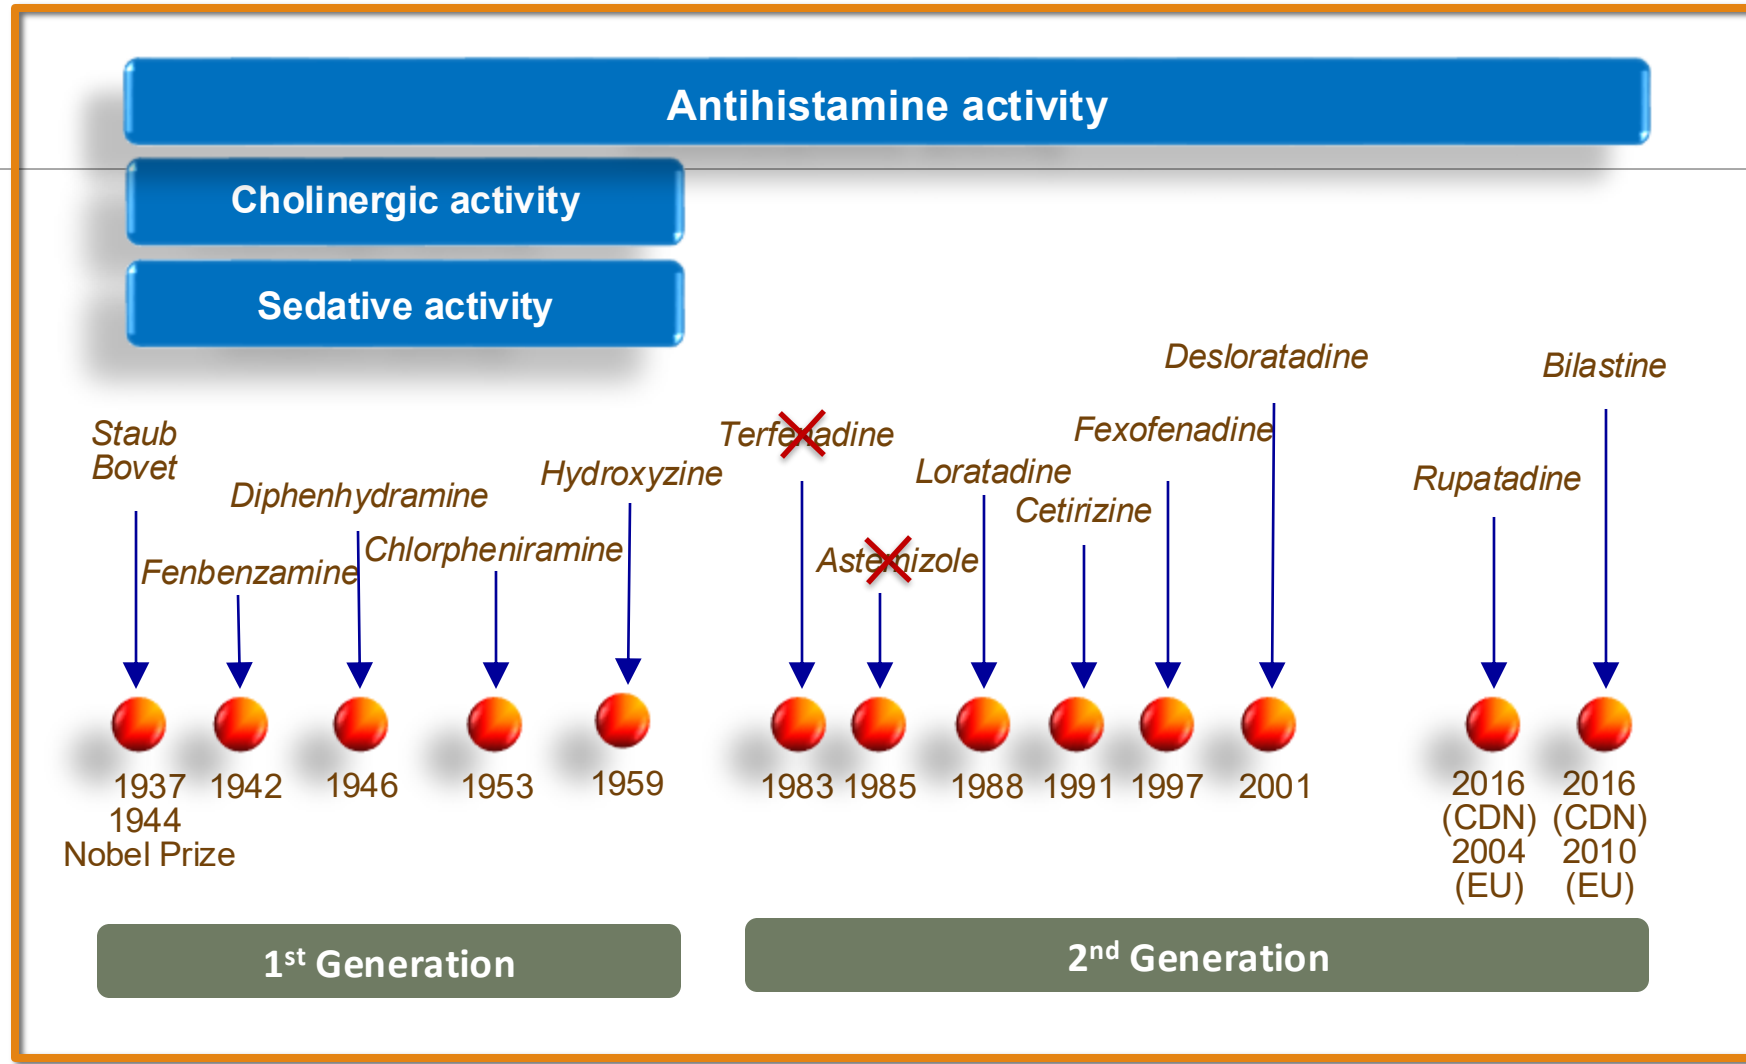 Antihistamine activity
Cholinergic activity
Sedative activity
Staub
Bovet
Fenbenzamine
Diphenhydramine
Chlorpheniramine
Hydroxyzine
Terfenadine
Astemizole
Loratadine
Cetirizine
Fexofenadine
Desloratadine
Rupatadine
Bilastine
1937
1944
Nobel Prize
1942
1946
1953
1959
1983
1985
1988
1991
1997
2001
2016
(CDN)
2004
(EU)
2016
(CDN)
2010
(EU)
1st Generation
2nd Generation